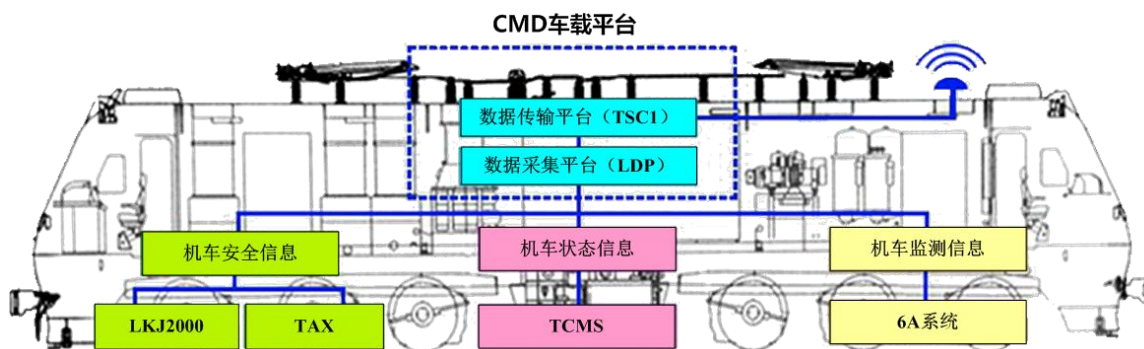 CMD车载平台
数据传输平台（TSC1）
数据采集平台（LDP）
机车安全信息
机车状态信息
机车监测信息
LKJ2000
TAX
TCMS
6A系统